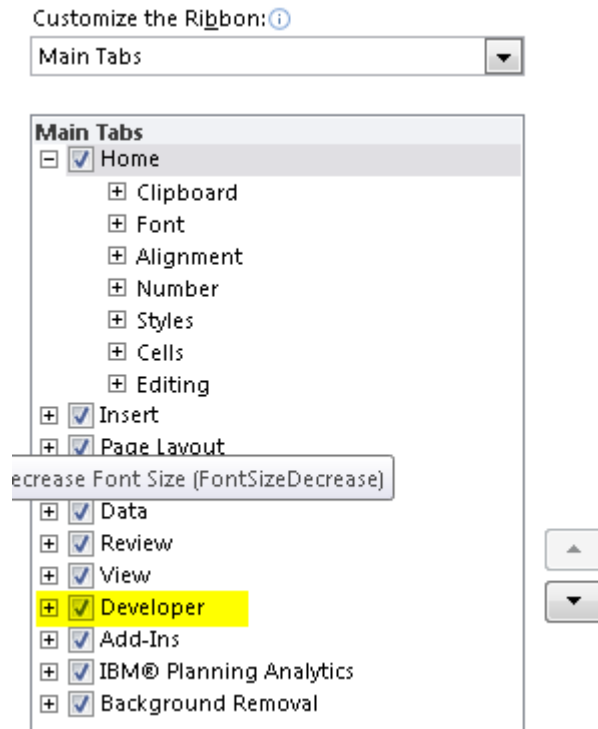 Customize the Ribbon:
Main Tabs
Main Tabs
Home
Clipboard
Font
Alignment
Number
Styles
Cells
Editing
Insert
Page Layout
ecrease Font Size (FontSizeDecrease)
Data
Review
View
Developer
Add-Ins
IBM® Planning Analytics
Background Removal